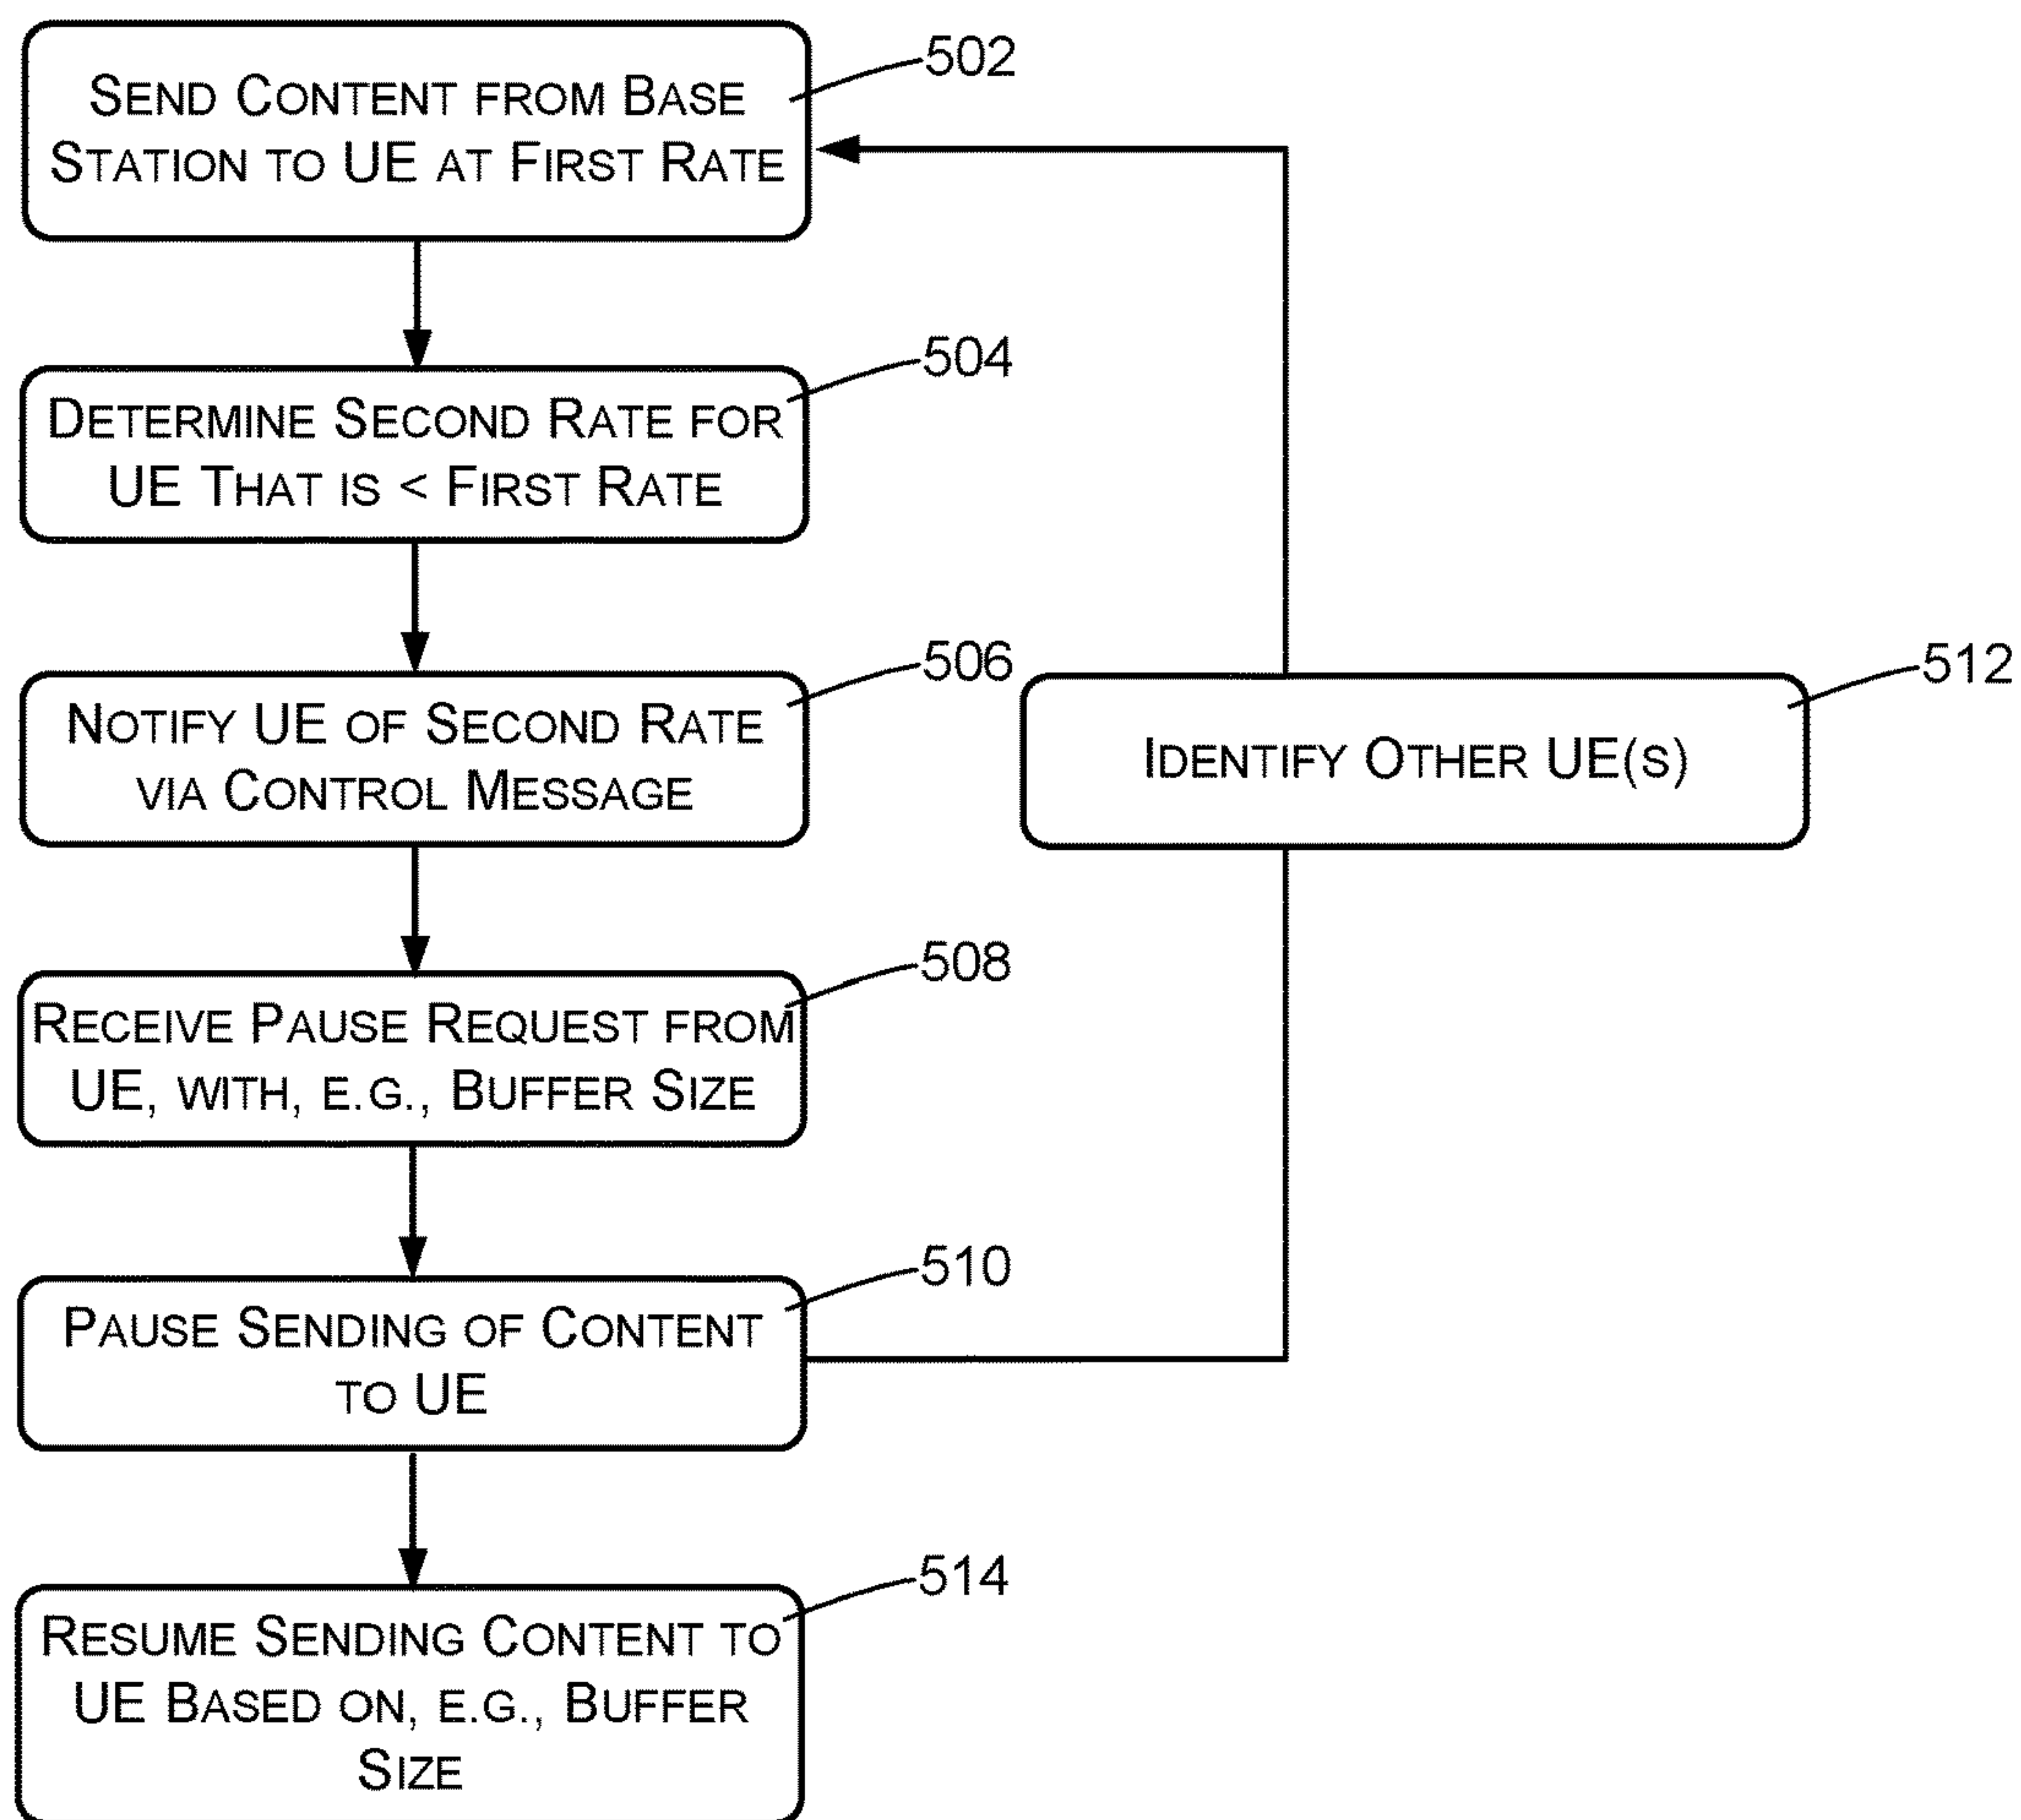 SEND CONTENT FROM BASE
STATION TO UE AT FIRST RATE
502
DETERMINE SECOND RATE FOR
UE THAT IS < FIRST RATE
504
NOTIFY UE OF SECOND RATE
VIA CONTROL MESSAGE
506
IDENTIFY OTHER UE(S)
512
RECEIVE PAUSE REQUEST FROM
UE, WITH, E.G., BUFFER SIZE
508
PAUSE SENDING OF CONTENT
TO UE
510
RESUME SENDING CONTENT TO
UE BASED ON, E.G., BUFFER
SIZE
514